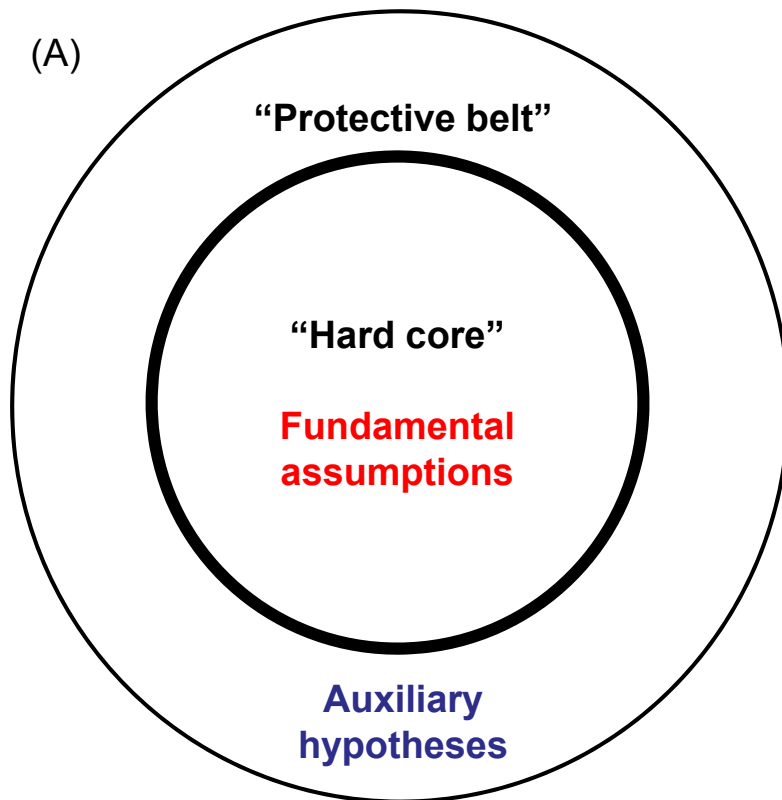 (A)
“Protective belt”
“Hard core”
Fundamental
assumptions
Auxiliary
hypotheses